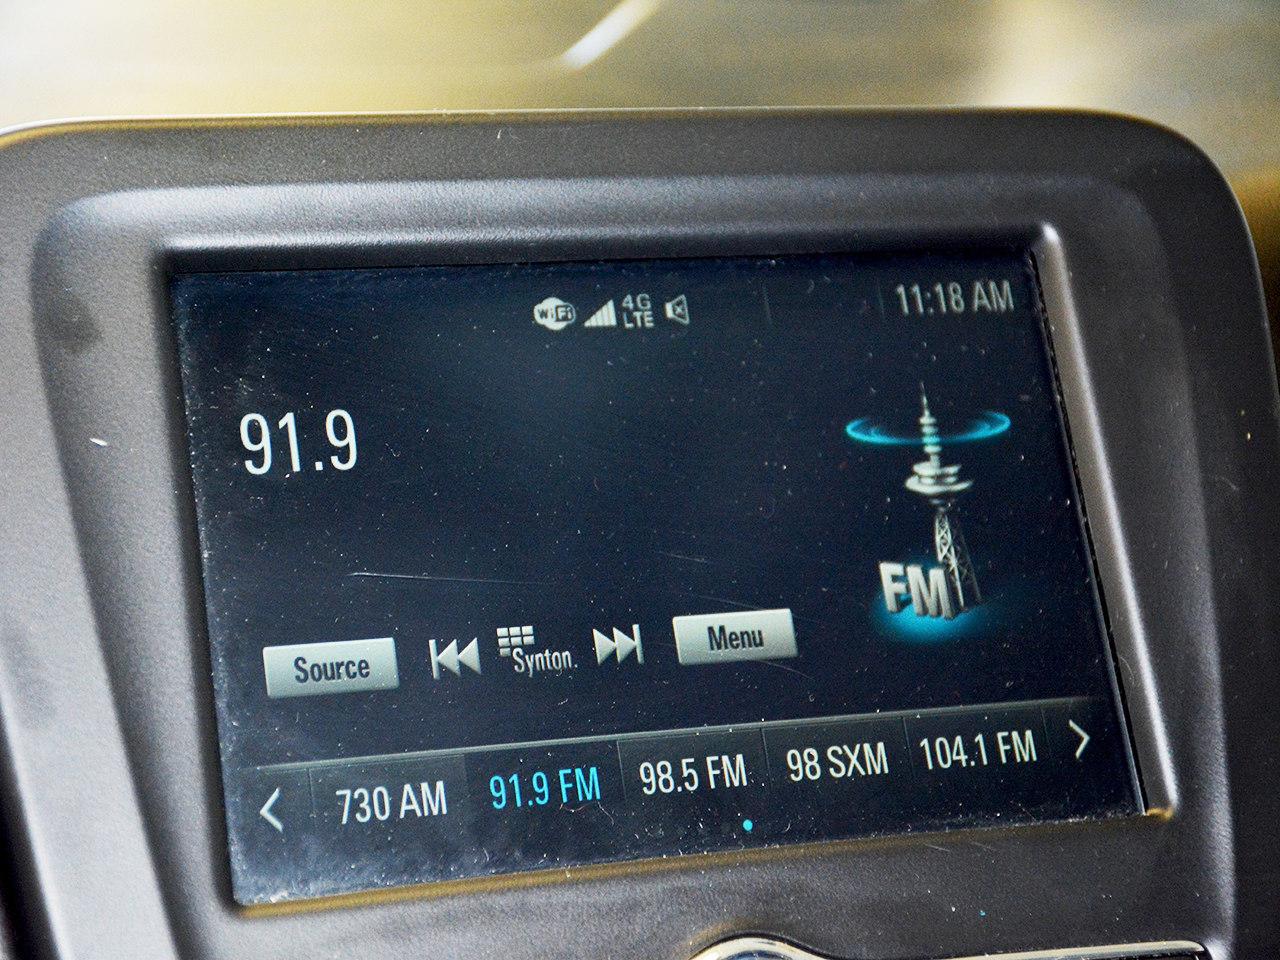 WiFi 4G LTE 11:18 AM
91.9
FM
Source Synton. Menu
730 AM 91.9 FM 98.5 FM 98 SXM 104.1 FM